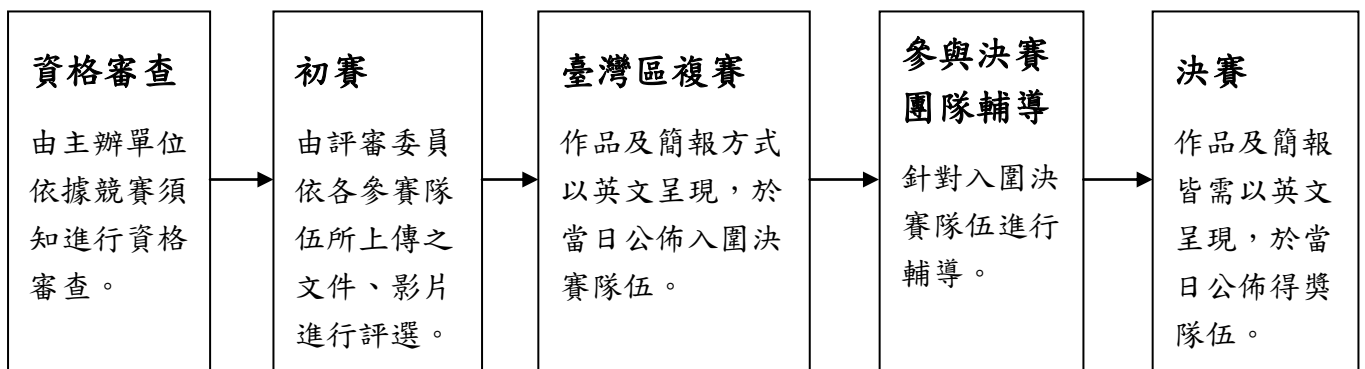 資格審查
由主辦單位
依據競賽須
知進行資格
審查。
初賽
由評審委員
依各參賽隊
伍所上傳之
文件、影片
進行評選。
臺灣區複賽
作品及簡報方式
以英文呈現，於
當日公佈入圍決
賽隊伍。
參與決賽
團隊輔導
針對入圍決
賽隊伍進行
輔導。
決賽
作品及簡報
皆需以英文
呈現，於當
日公佈得獎
隊伍。